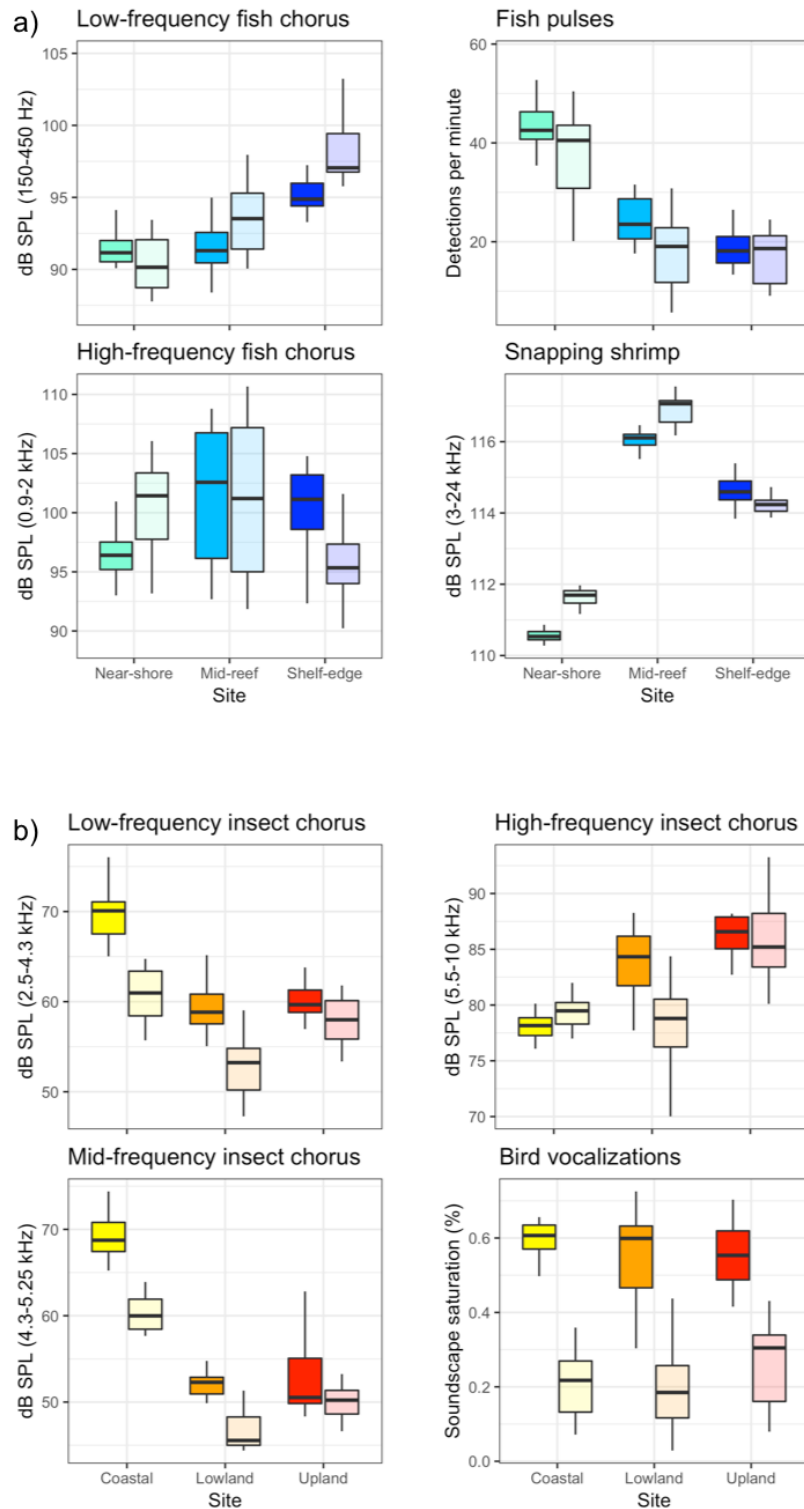 a)
Low-frequency fish chorus
dB SPL (150-450 Hz)
105
100
95
90
Fish pulses
Detections per minute
60
40
20
High-frequency fish chorus
dB SPL (0.9-2 kHz)
110
105
100
95
90
Near-shore Mid-reef Shelf-edge
Site
Snapping shrimp
dB SPL (3-24 kHz)
116
114
112
110
Near-shore Mid-reef Shelf-edge
Site
b)
Low-frequency insect chorus
dB SPL (2.5-4.3 kHz)
70
60
50
High-frequency insect chorus
dB SPL (5.5-10 kHz)
90
85
80
75
70
Mid-frequency insect chorus
dB SPL (4.3-5.25 kHz)
70
60
50
Coastal Lowland Upland
Site
Bird vocalizations
Soundscape saturation (%)
0.6
0.4
0.2
0.0
Coastal Lowland Upland
Site